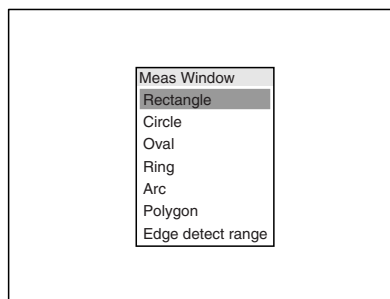 Meas Window
Rectangle
Circle
Oval
Ring
Arc
Polygon
Edge detect range